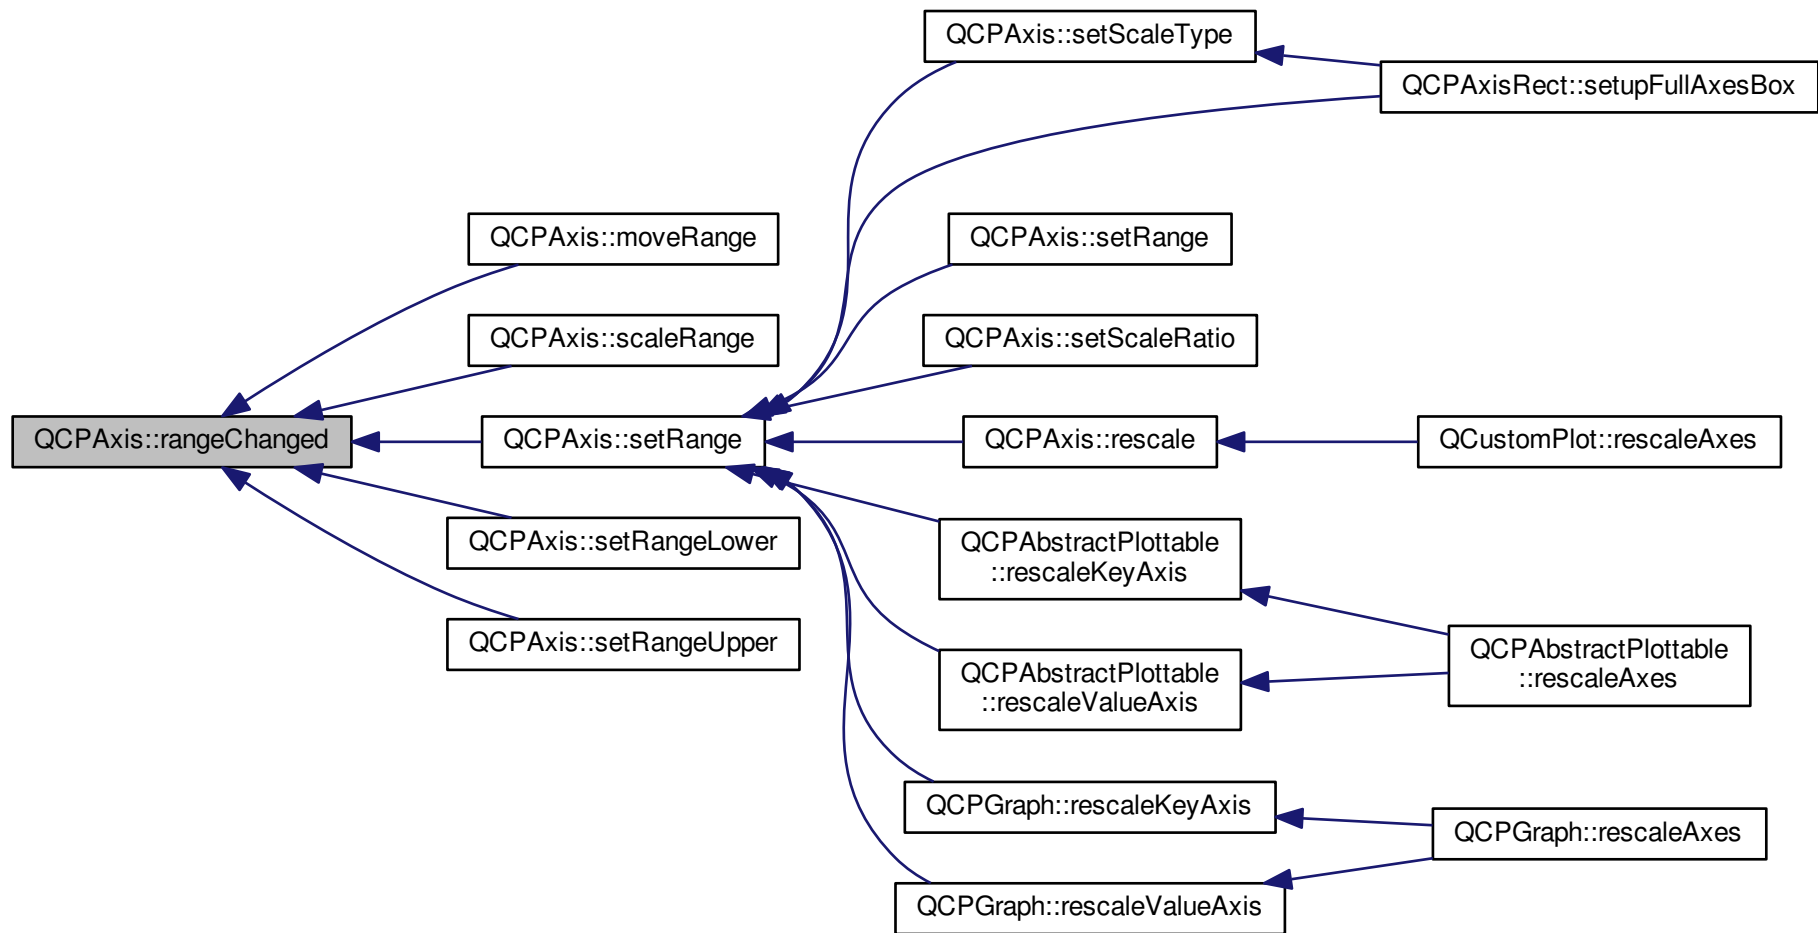 QCPAxis::setScaleType
QCPAxisRect::setupFullAxesBox
QCPAxis::moveRange
QCPAxis::setRange
QCPAxis::scaleRange
QCPAxis::setScaleRatio
QCPAxis::rangeChanged
QCPAxis::setRange
QCPAxis::rescale
QCustomPlot::rescaleAxes
QCPAxis::setRangeLower
QCPAbstractPlottable
::rescaleKeyAxis
QCPAxis::setRangeUpper
QCPAbstractPlottable
::rescaleValueAxis
QCPAbstractPlottable
::rescaleAxes
QCPGraph::rescaleKeyAxis
QCPGraph::rescaleAxes
QCPGraph::rescaleValueAxis